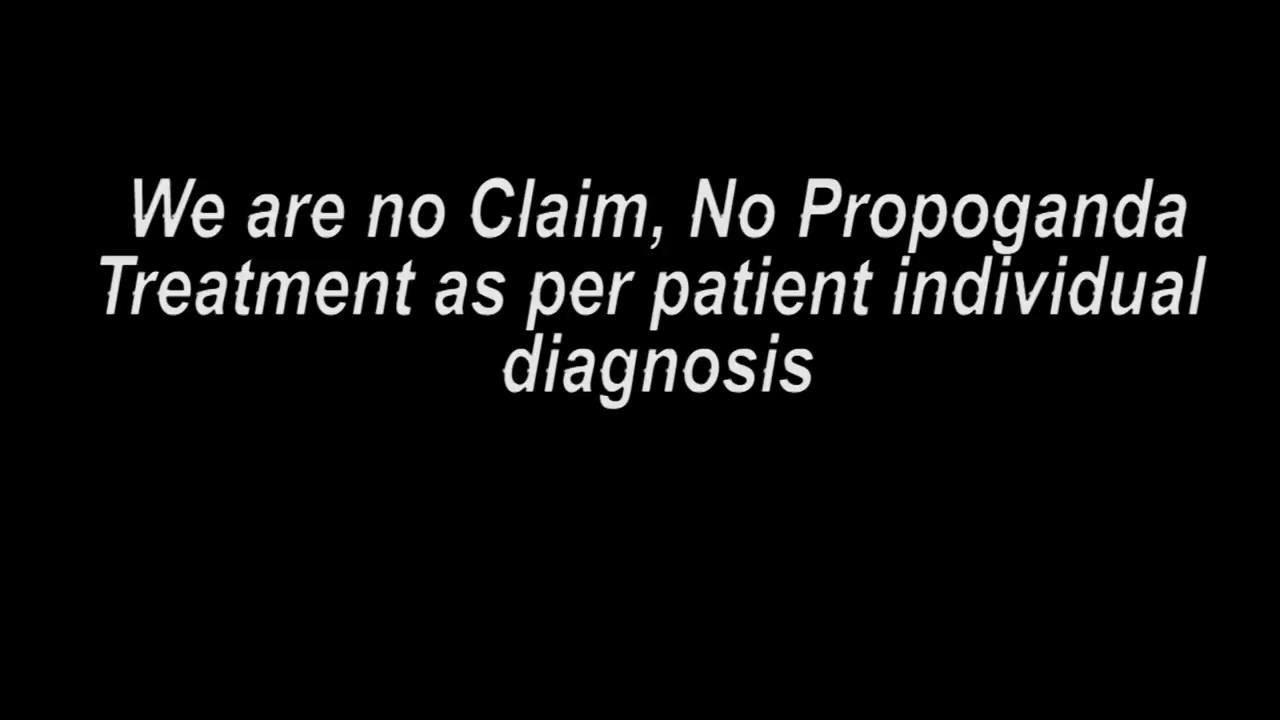 We are no Claim, No Propoganda
Treatment as per patient individual
diagnosis